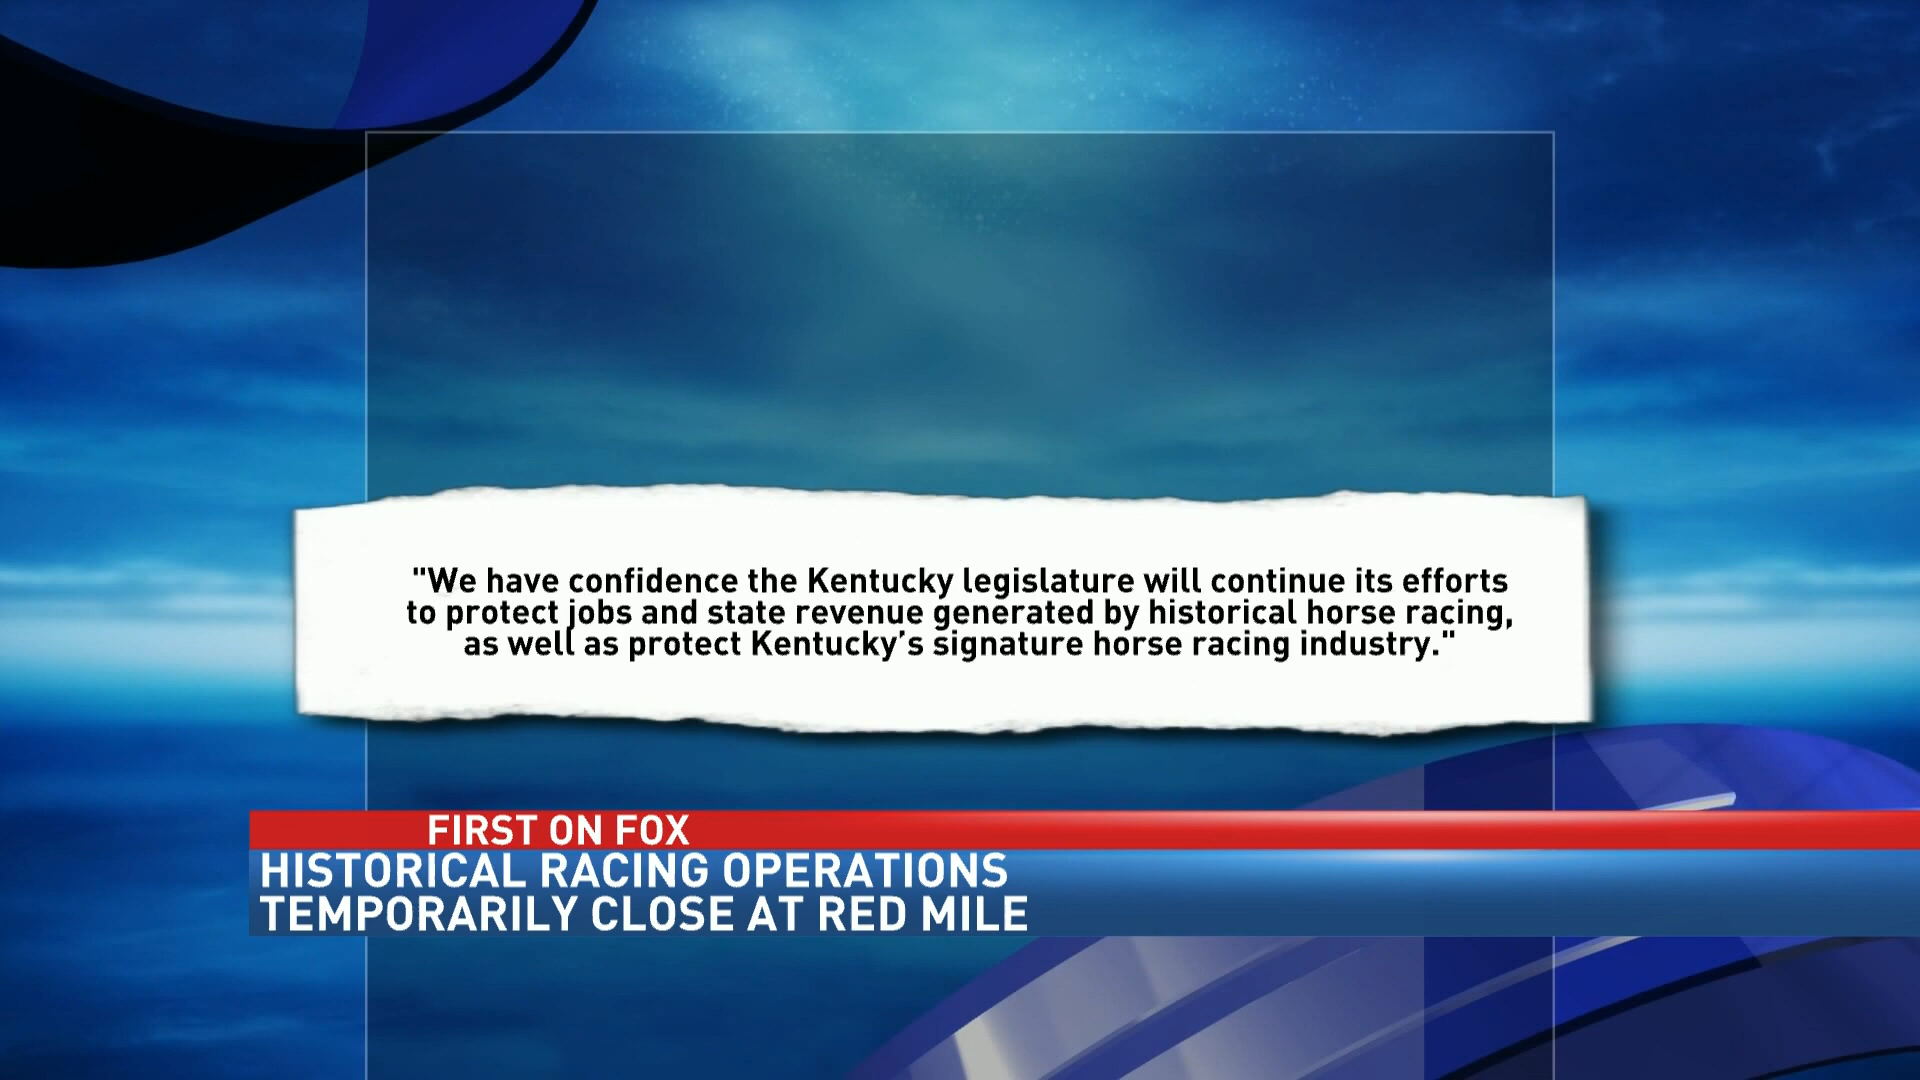 "We have confidence the Kentucky legislature will continue its efforts
to protect jobs and state revenue generated by historical horse racing,
as well as protect Kentucky’s signature horse racing industry."
FIRST ON FOX
HISTORICAL RACING OPERATIONS
TEMPORARILY CLOSE AT RED MILE